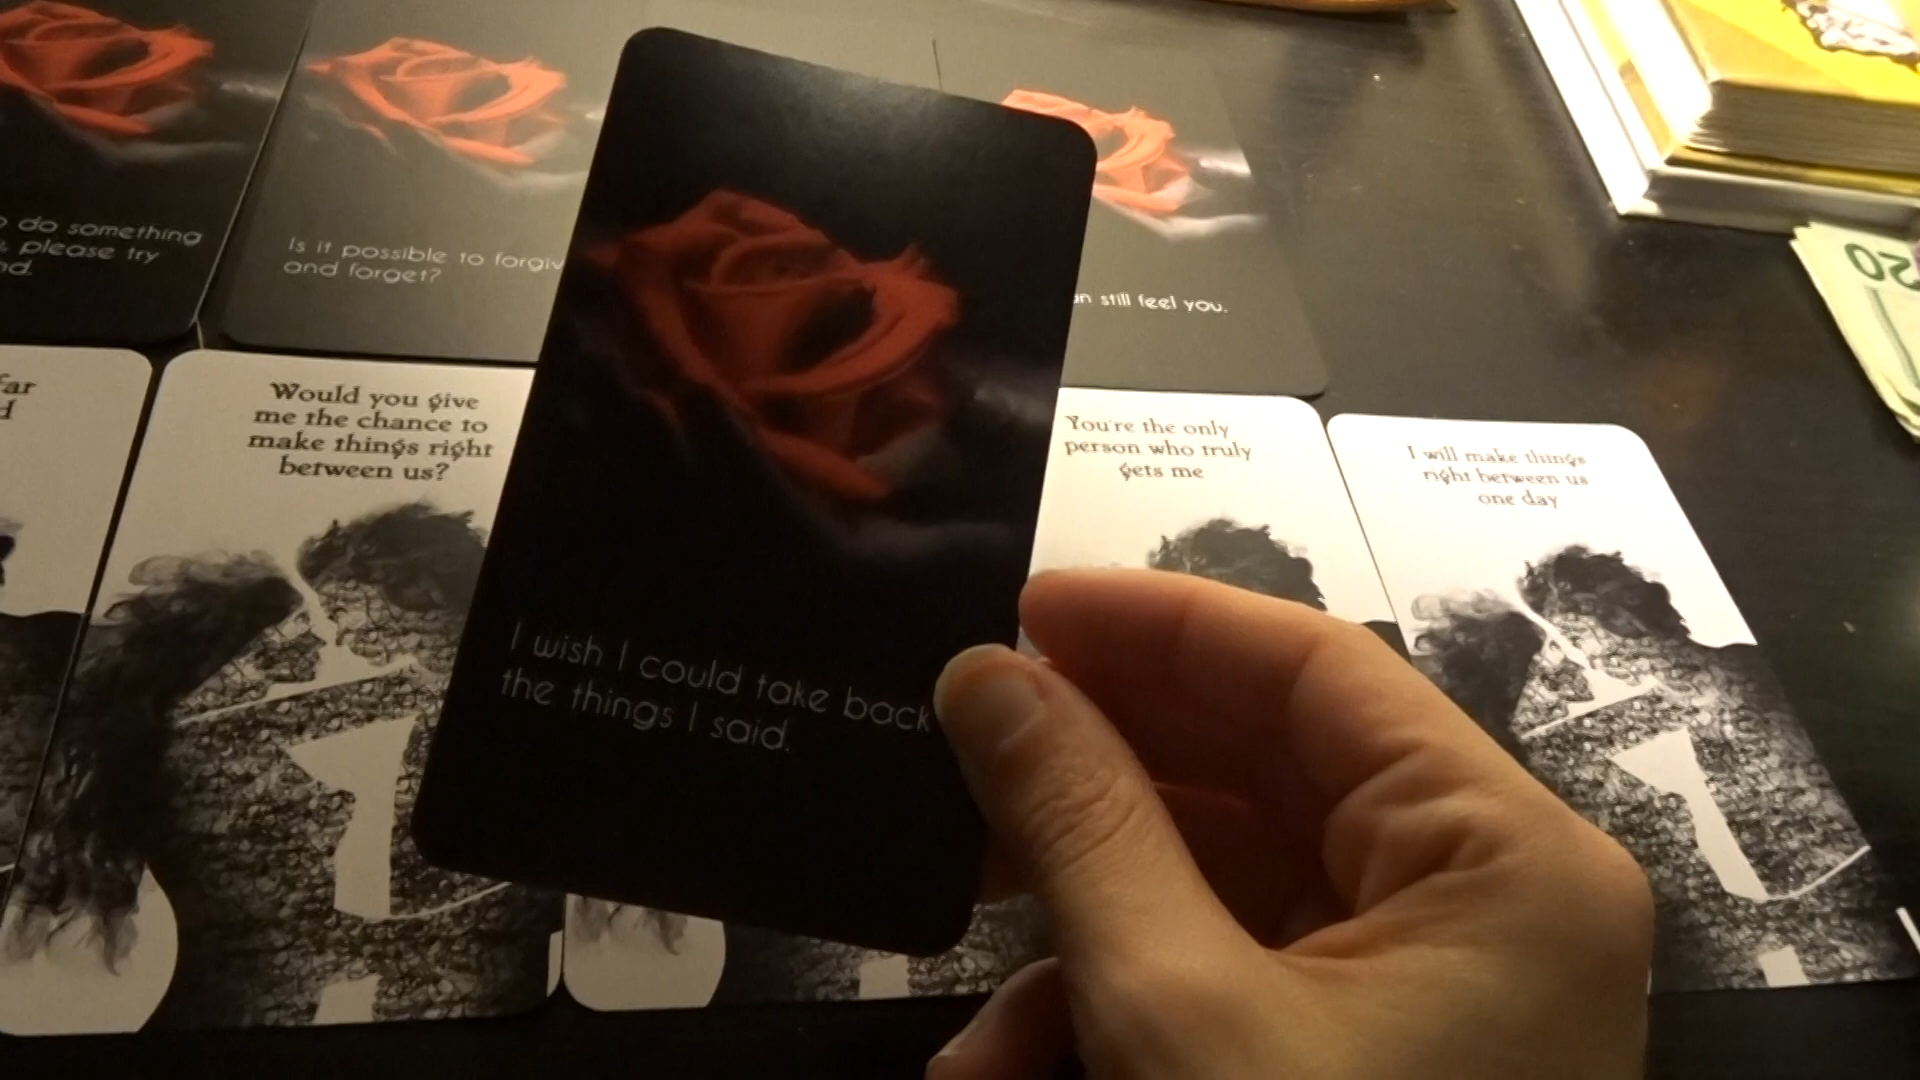 do something
please try
Is it possible to forgiv
and forget?
still feel you.
far
Would you give
me the chance to
make things right
between us?
You're the only
person who truly
gets me
I will make things
right between us
one day
I wish I could take back
the things I said.
20